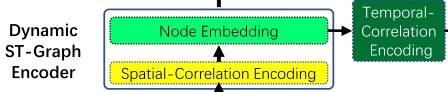 Dynamic
ST-Graph
Encoder
Node Embedding
Spatial-Correlation Encoding
Temporal-
Correlation
Encoding